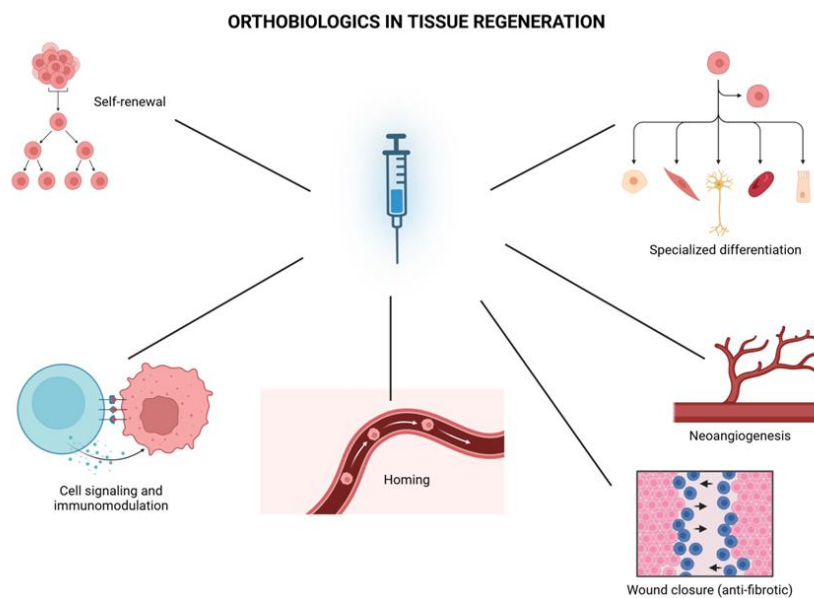 ORTHOBIOLOGICS IN TISSUE REGENERATION
Self-renewal
Specialized differentiation
Cell signaling and
immunomodulation
Homing
Neoangiogenesis
Wound closure (anti-fibrotic)